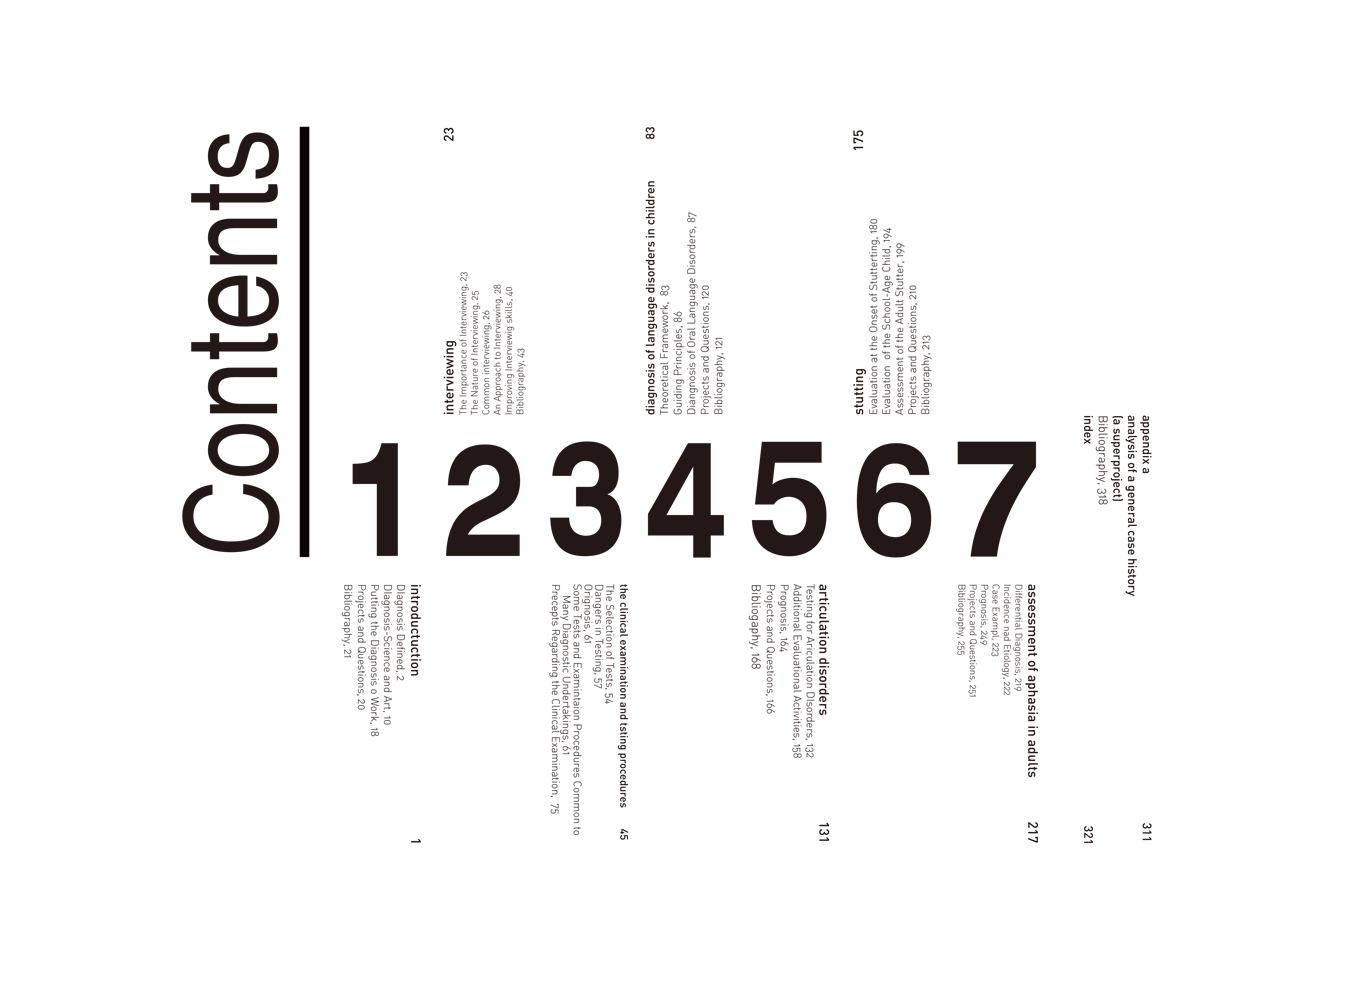 Contents
1
introductuction
1
Diagnosis Defined, 2
DIagnosis-Science and Art, 10
Putting the Diagnosis o Work, 18
Projects and Questions, 20
Bibliography, 21
2
interviewing
23
The Importance of Interviewing, 23
The Nature of Interviewing, 25
Common interviewing, 26
An Approach to Interviewing, 28
Improving Interviewig skills, 40
Bibliography, 43
3
the clinical examination and tsting procedures
45
The Selection of Tests, 54
Dangers in Testing, 57
Orignosis, 61
Some Tests and Examintaion Procedures Common to
Many Diagnostic Undertakings, 61
Precepts Regarding the Clinical Examination, 75
4
diagnosis of language disorders in children
83
Theoretical Framework, 83
Guiding Principles, 86
Diangnosis of Oral Language Disorders, 87
Projects and Questions, 120
Bibliography, 121
5
articulation disorders
131
Testing for Ariculation DIsorders, 132
Additional Evaluational Activities, 158
Prognosis, 164
Projects and Questions, 166
Bibliogaphy, 168
6
stutting
175
Evaluation at the Onset of Stutterting, 180
Evaluation of the School-Age Child, 194
Assessment of the Adult Stutter, 199
Projects and Questions, 210
Bibliography, 213
7
assessment of aphasia in adults
217
Differential Diagnosis, 219
Incidence nad Etiology, 222
Case Exampl, 223
Prognosis, 249
Projects and Questions, 251
Bibliography, 255
appendix a
311
analysis of a general case history
(a superproject)
Bibliography, 318
index
321